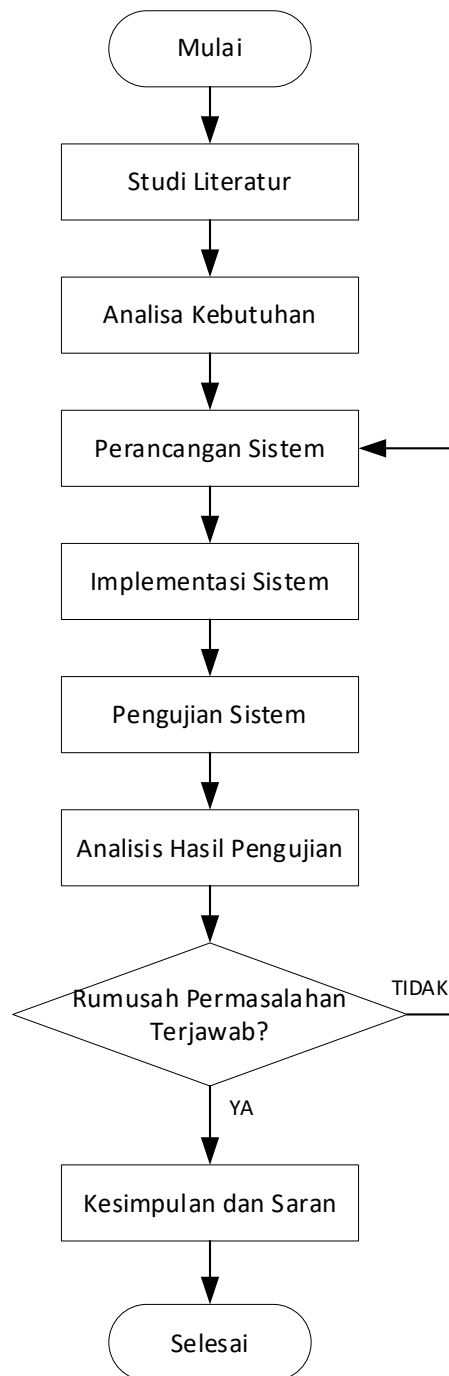 Mulai
Studi Literatur
Analisa Kebutuhan
Perancangan Sistem
Implementasi Sistem
Pengujian Sistem
Analisis Hasil Pengujian
Rumusah Permasalahan
Terjawab?
TIDAK
YA
Kesimpulan dan Saran
Selesai